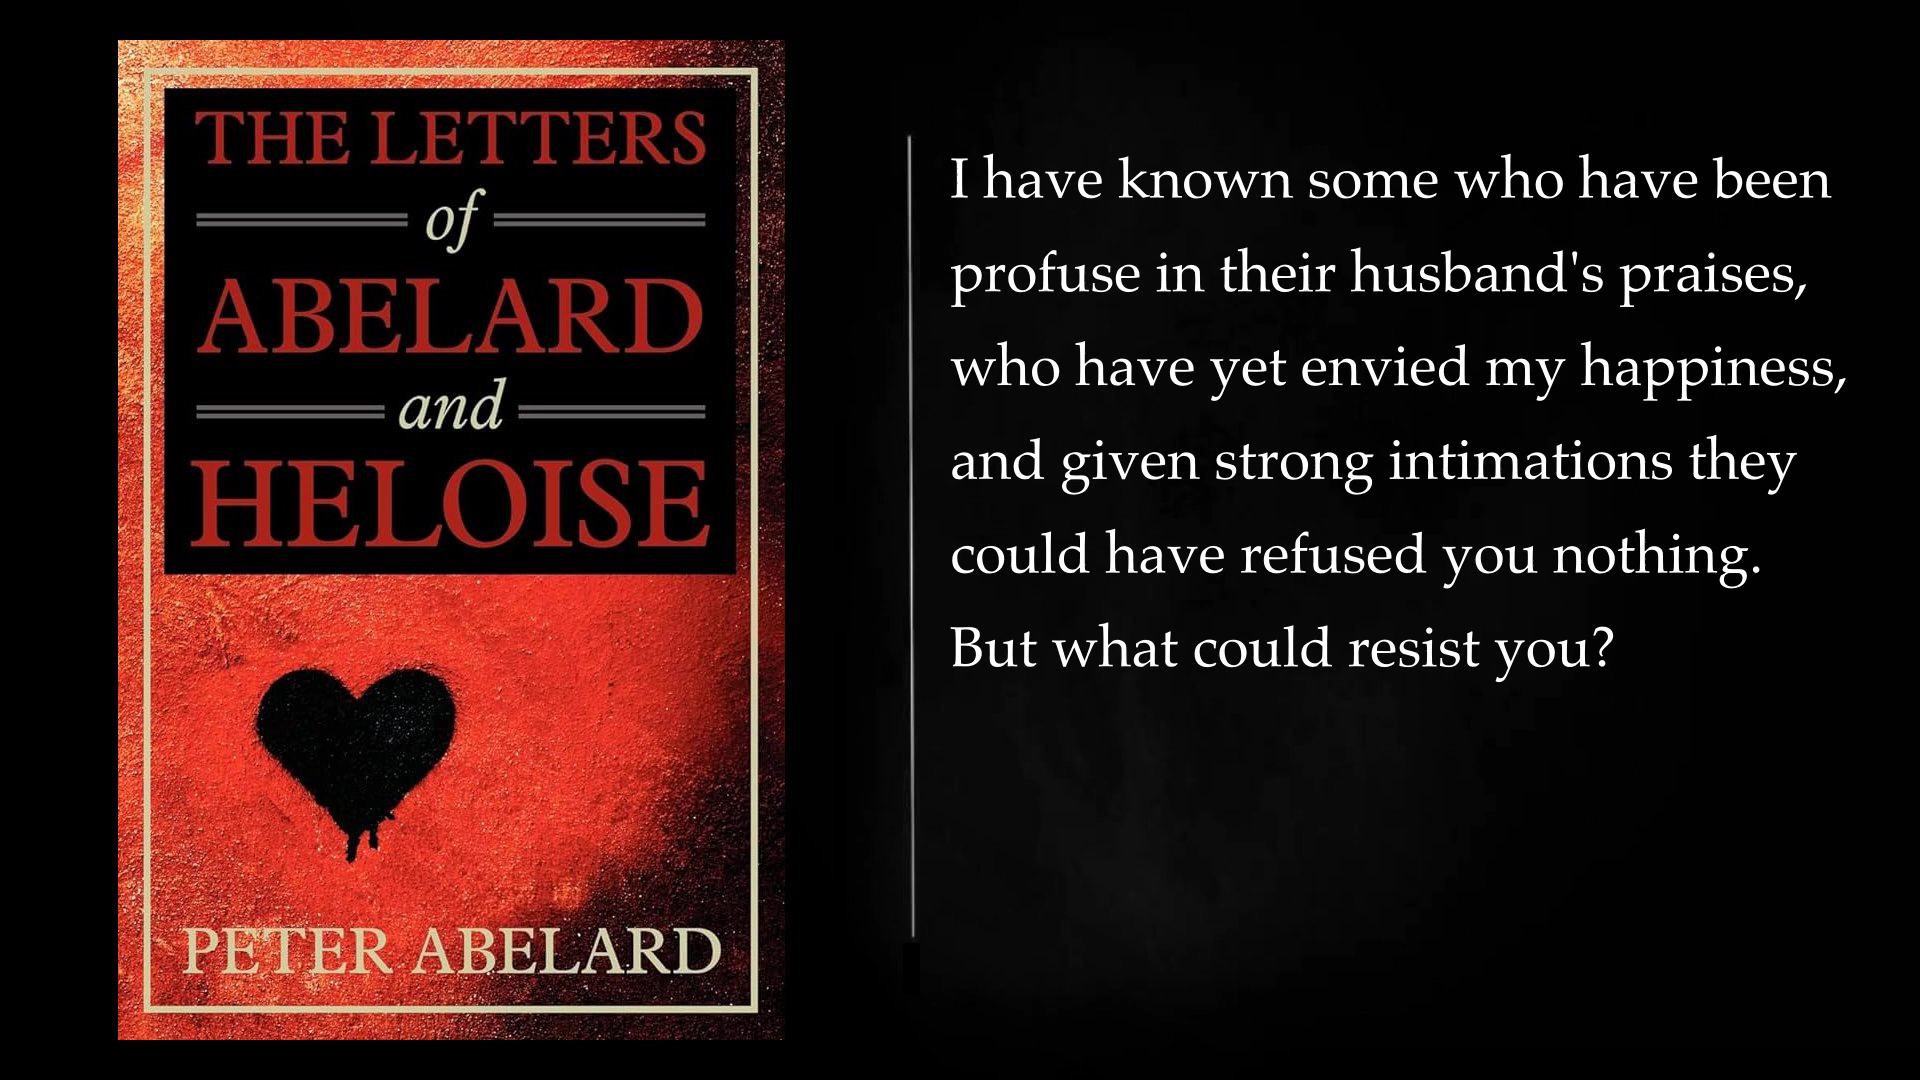 THE LETTERS
of
ABELARD
and
HELOISE
PETER ABELARD
I have known some who have been
profuse in their husband's praises,
who have yet envied my happiness,
and given strong intimations they
could have refused you nothing.
But what could resist you?